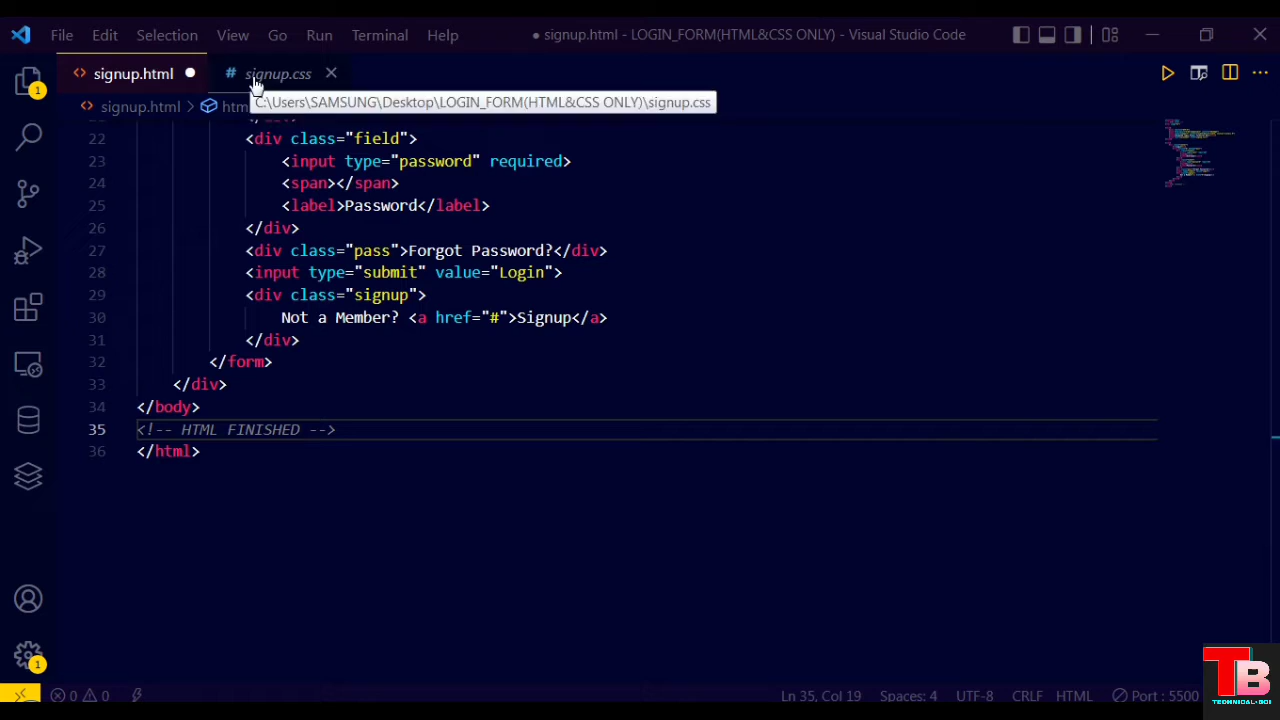 File Edit Selection View Go Run Terminal Help ● signup.html - LOGIN_FORM(HTML&CSS ONLY) - Visual Studio Code
<> signup.html ● # signup.css ×
<> signup.html > htm
C:\Users\SAMSUNG\Desktop\LOGIN_FORM(HTML&CSS ONLY)\signup.css
21 </div>
22 <div class="field">
23 <input type="password" required>
24 <span></span>
25 <label>Password</label>
26 </div>
27 <div class="pass">Forgot Password?</div>
28 <input type="submit" value="Login">
29 <div class="signup">
30 Not a Member? <a href="#">Signup</a>
31 </div>
32 </form>
33 </div>
34 </body>
35 <!-- HTML FINISHED -->
36 </html>
1
1
0 0 Ln 35, Col 19 Spaces: 4 UTF-8 CRLF HTML Port : 5500
TB